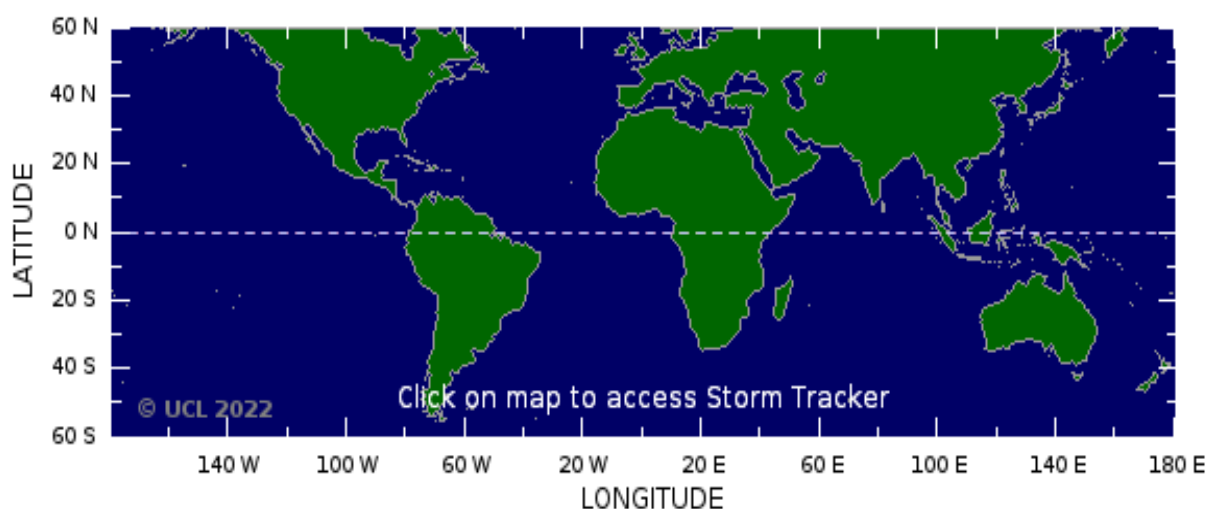 60 N
40 N
20 N
0 N
20 S
40 S
60 S
LATITUDE
Click on map to access Storm Tracker
© UCL 2022
140 W 100 W 60 W 20 W 20 E 60 E 100 E 140 E 180 E
LONGITUDE